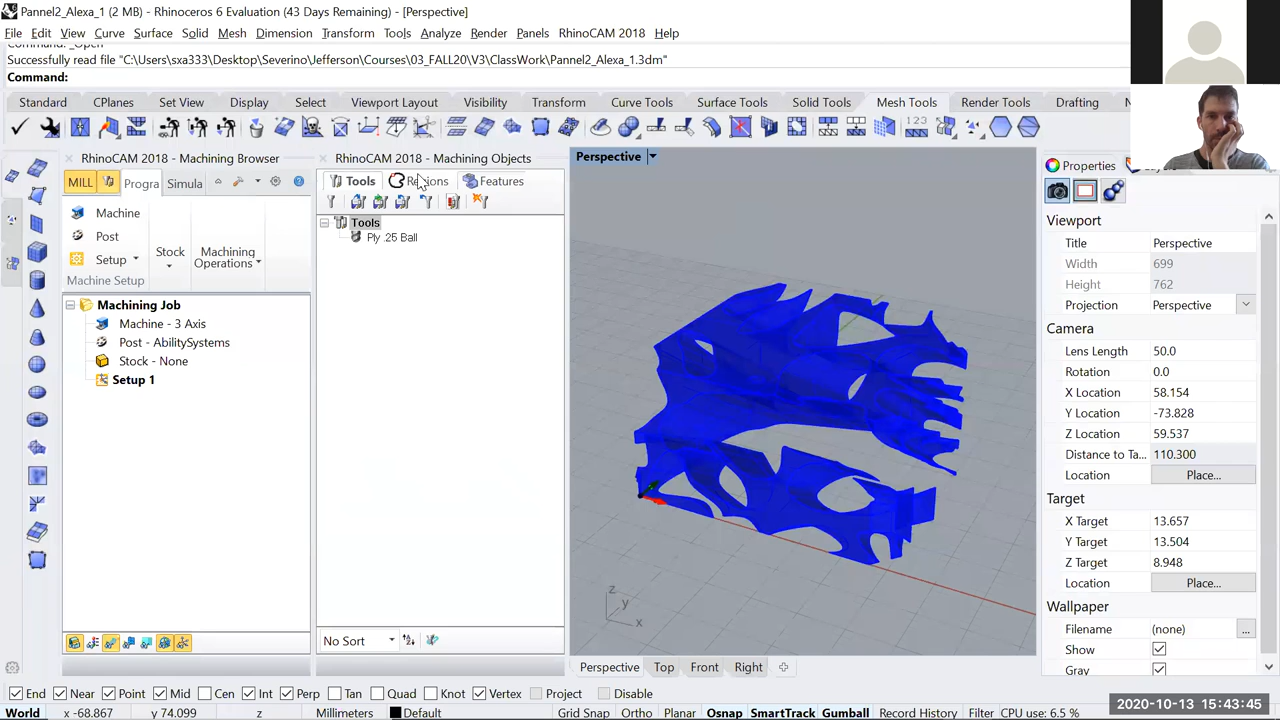 Pannel2_Alexa_1 (2 MB) - Rhinoceros 6 Evaluation (43 Days Remaining) - [Perspective]
File Edit View Curve Surface Solid Mesh Dimension Transform Tools Analyze Render Panels RhinoCAM 2018 Help
Successfully read file "C:\Users\sxa333\Desktop\Severino\Jefferson\Courses\03_FALL20\V3\ClassWork\Pannel2_Alexa_1.3dm"
Command:
Standard CPlanes Set View Display Select Viewport Layout Visibility Transform Curve Tools Surface Tools Solid Tools Mesh Tools Render Tools Drafting
RhinoCAM 2018 - Machining Browser
MILL Progra Simula
Machine
Post
Setup
Stock
Machining
Operations
Machine Setup
Machining Job
Machine - 3 Axis
Post - AbilitySystems
Stock - None
Setup 1
RhinoCAM 2018 - Machining Objects
Tools Regions Features
Tools
Ply .25 Ball
No Sort
Perspective
z
y
x
Perspective Top Front Right
Properties
Viewport
Title Perspective
Width 699
Height 762
Projection Perspective
Camera
Lens Length 50.0
Rotation 0.0
X Location 58.154
Y Location -73.828
Z Location 59.537
Distance to Ta... 110.300
Location Place...
Target
X Target 13.657
Y Target 13.504
Z Target 8.948
Location Place...
Wallpaper
Filename (none) ...
Show
Gray
End Near Point Mid Cen Int Perp Tan Quad Knot Vertex Project Disable
World x -68.867 y 74.099 z Millimeters Default Grid Snap Ortho Planar Osnap SmartTrack Gumball Record History Filter CPU use: 6.5 %
2020-10-13 15:43:45